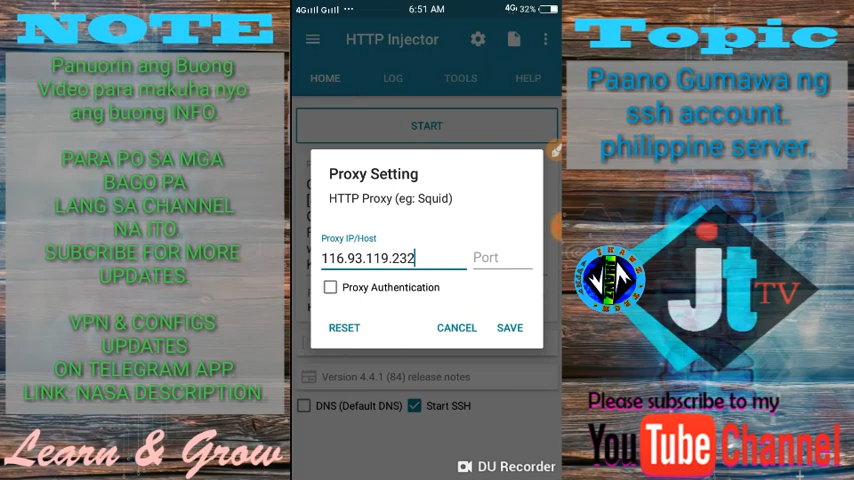 NOTE
Panuorin ang Buong
Video para makuha nyo
ang buong INFO.
PARA PO SA MGA
BAGO PA
LANG SA CHANNEL
NA ITO.
SUBCRIBE FOR MORE
UPDATES.
VPN & CONFIGS
UPDATES
ON TELEGRAM APP
LINK: NASA DESCRIPTION.
Learn & Grow
4G G 6:51 AM 4G 32%
HTTP Injector
HOME LOG TOOLS HELP
START
Proxy Setting
HTTP Proxy (eg: Squid)
Proxy IP/Host
116.93.119.232 Port
Proxy Authentication
RESET CANCEL SAVE
Version 4.4.1 (84) release notes
DNS (Default DNS) Start SSH
DU Recorder
Topic
Paano Gumawa ng
ssh account.
philippine server.
jt TV
Please subscribe to my
YouTube Channel